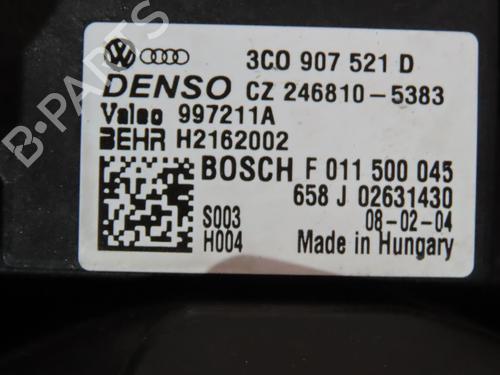 3C0 907 521 D
DENSO CZ 246810-5383
Valeo 997211A
BEHR H2162002
BOSCH F 011 500 045
658 J 02631430
S003 08-02-04
H004 Made in Hungary
B-Parts